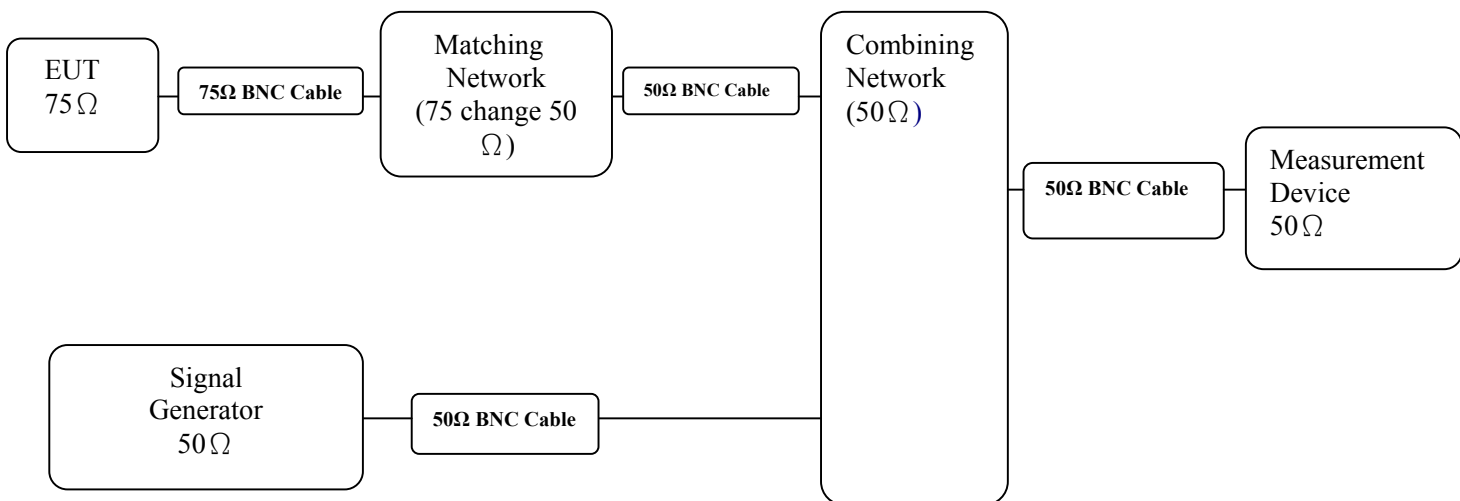 EUT
75Ω
75Ω BNC Cable
Matching
Network
(75 change 50
Ω)
50Ω BNC Cable
Combining
Network
(50Ω)
50Ω BNC Cable
Measurement
Device
50Ω
Signal
Generator
50Ω
50Ω BNC Cable